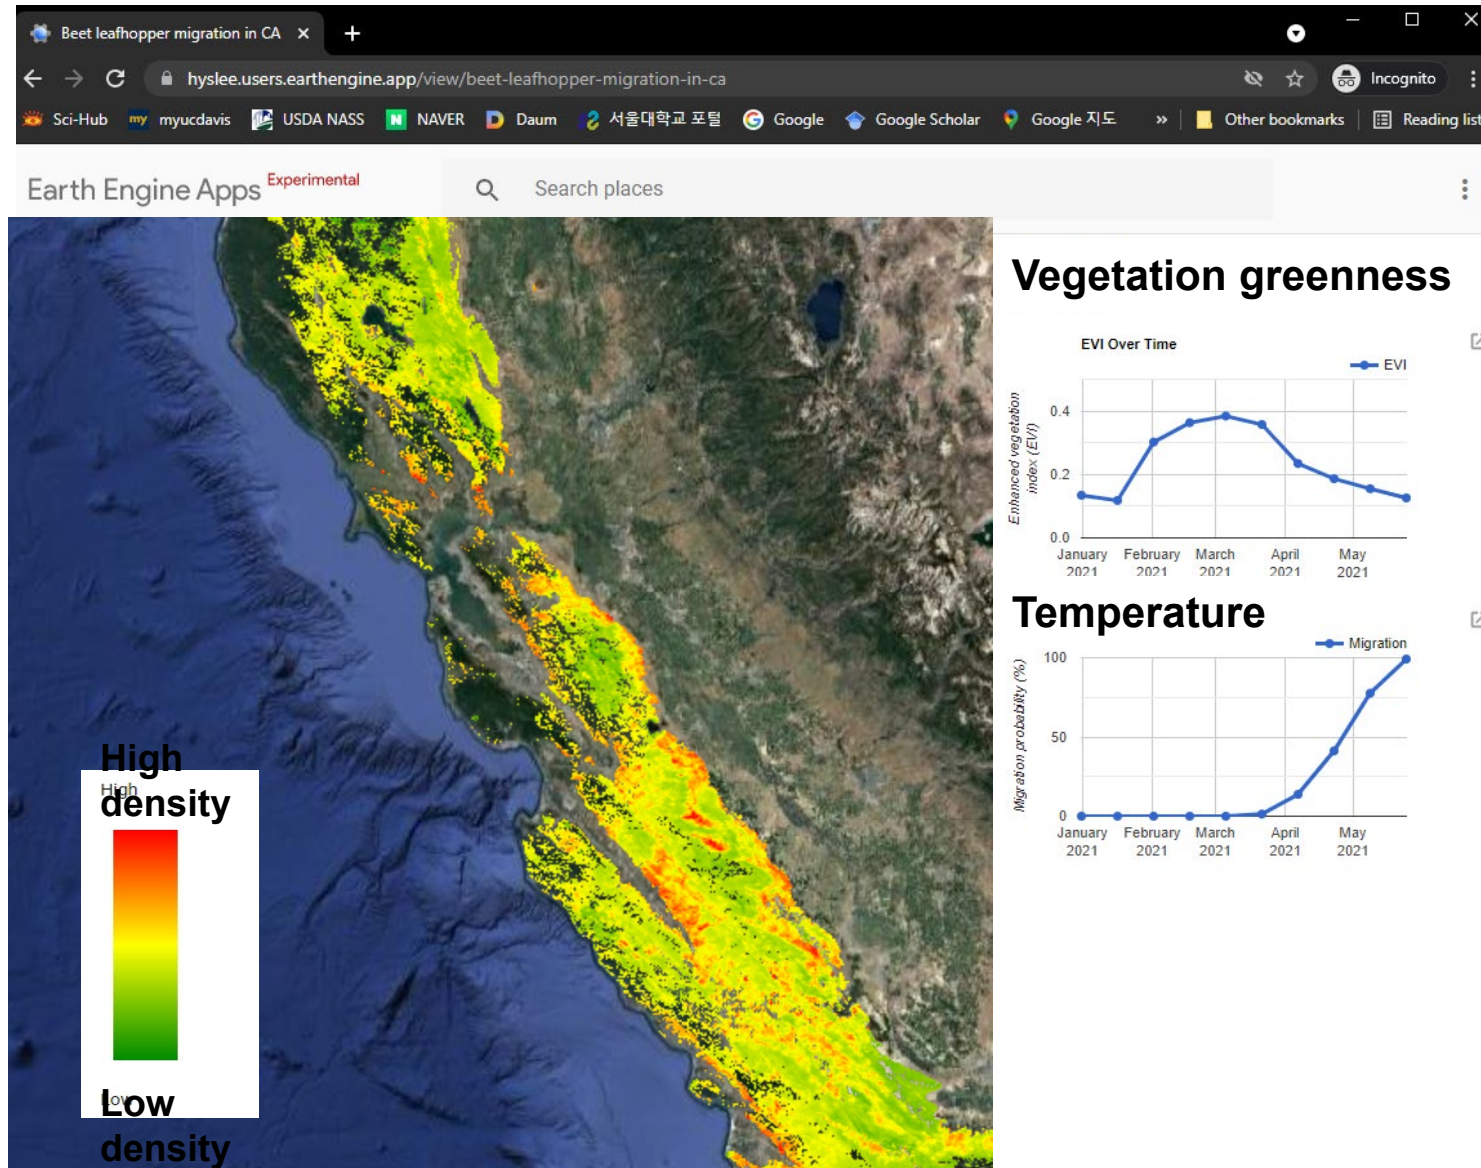 Beet leafhopper migration in CA
hyslee.users.earthengine.app/view/beet-leafhopper-migration-in-ca
Incognito
Sci-Hub my myucdavis USDA NASS N NAVER D Daum 서울대학교 포털 G Google Google Scholar Google 지도 » Other bookmarks Reading list
Earth Engine Apps Experimental
Search places
Vegetation greenness
EVI Over Time
EVI
Enhanced vegetation
index (EVI)
0.4
0.2
0.0
January February March April May
2021 2021 2021 2021 2021
Temperature
Migration
Migration probability (%)
100
50
0
January February March April May
2021 2021 2021 2021 2021
High
High
density
Low
Low
density